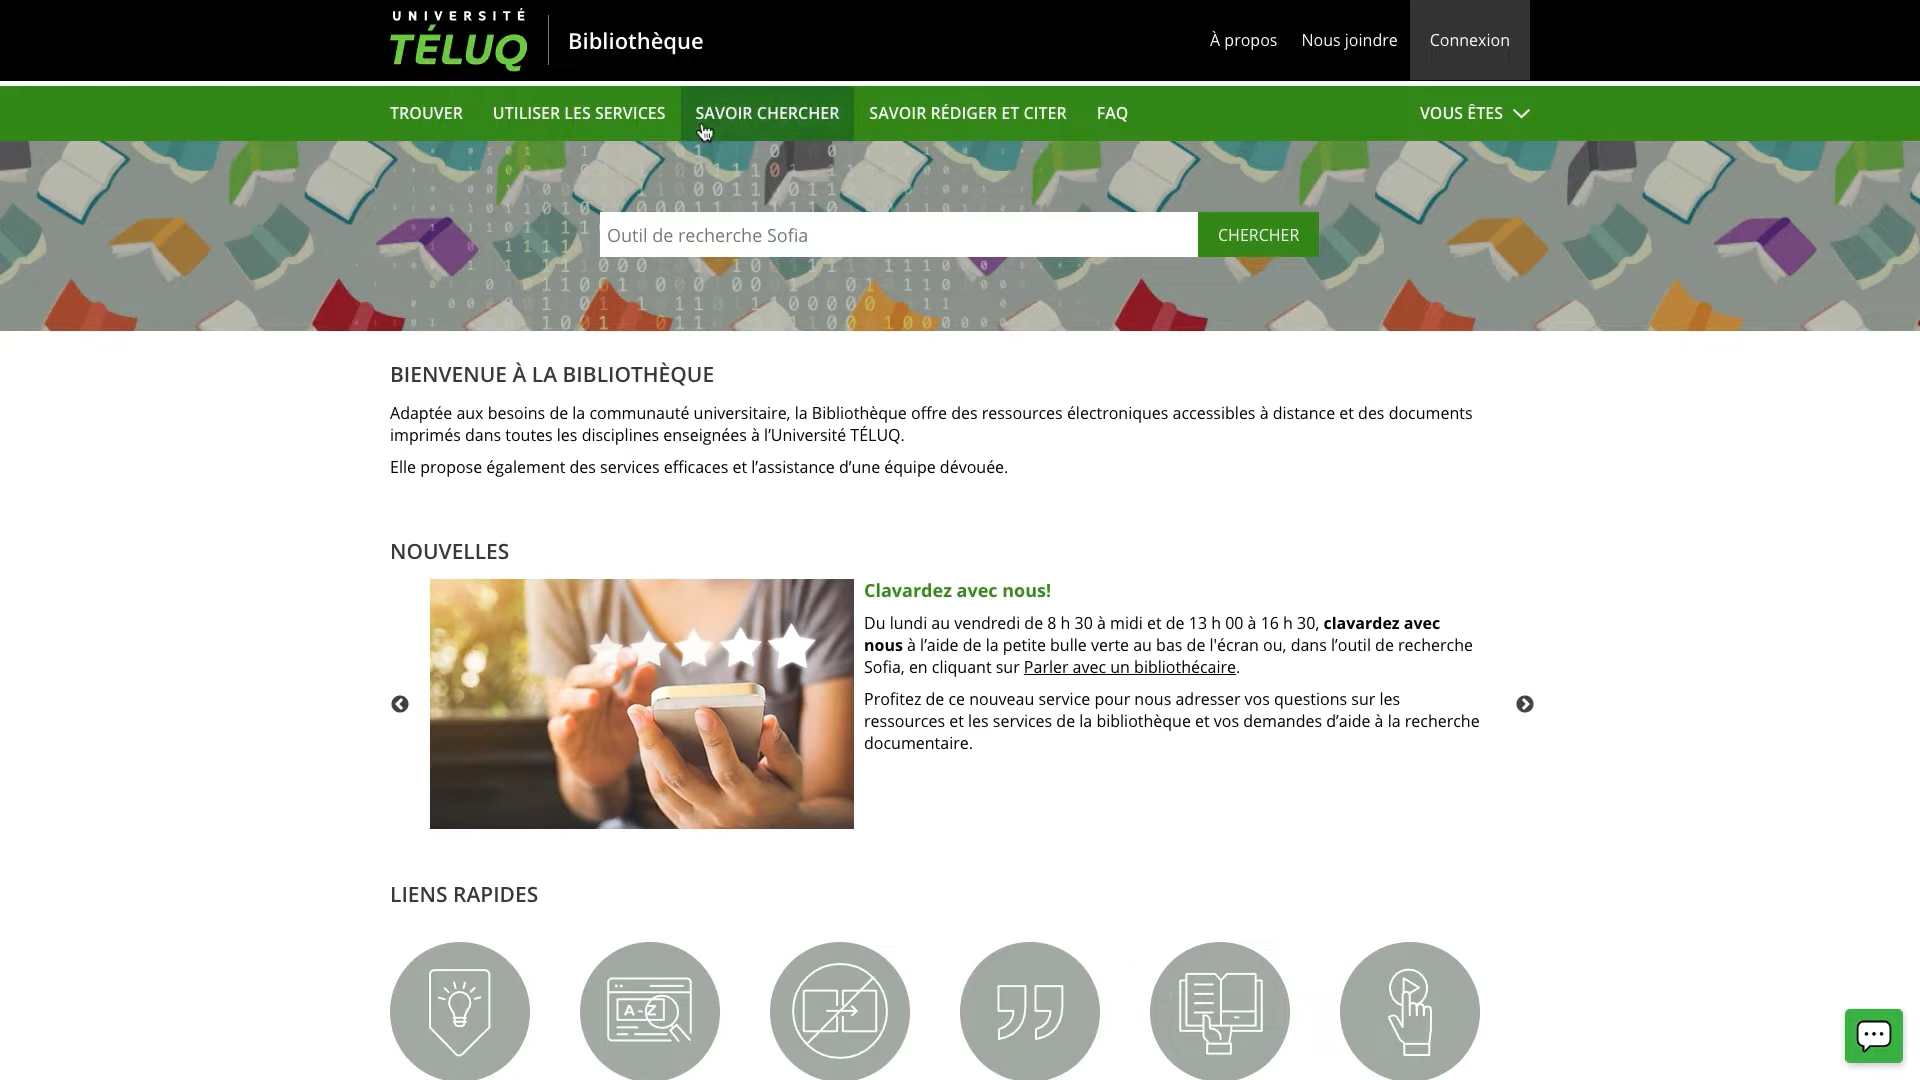 UNIVERSITÉ
TÉLUQ
Bibliothèque
À propos
Nous joindre
Connexion
TROUVER
UTILISER LES SERVICES
SAVOIR CHERCHER
SAVOIR RÉDIGER ET CITER
FAQ
VOUS ÊTES
Outil de recherche Sofia
CHERCHER
BIENVENUE À LA BIBLIOTHÈQUE
Adaptée aux besoins de la communauté universitaire, la Bibliothèque offre des ressources électroniques accessibles à distance et des documents
imprimés dans toutes les disciplines enseignées à l’Université TÉLUQ.
Elle propose également des services efficaces et l’assistance d’une équipe dévouée.
NOUVELLES
Clavardez avec nous!
Du lundi au vendredi de 8 h 30 à midi et de 13 h 00 à 16 h 30, clavardez avec
nous à l’aide de la petite bulle verte au bas de l'écran ou, dans l’outil de recherche
Sofia, en cliquant sur Parler avec un bibliothécaire.
Profitez de ce nouveau service pour nous adresser vos questions sur les
ressources et les services de la bibliothèque et vos demandes d’aide à la recherche
documentaire.
LIENS RAPIDES
A-Z